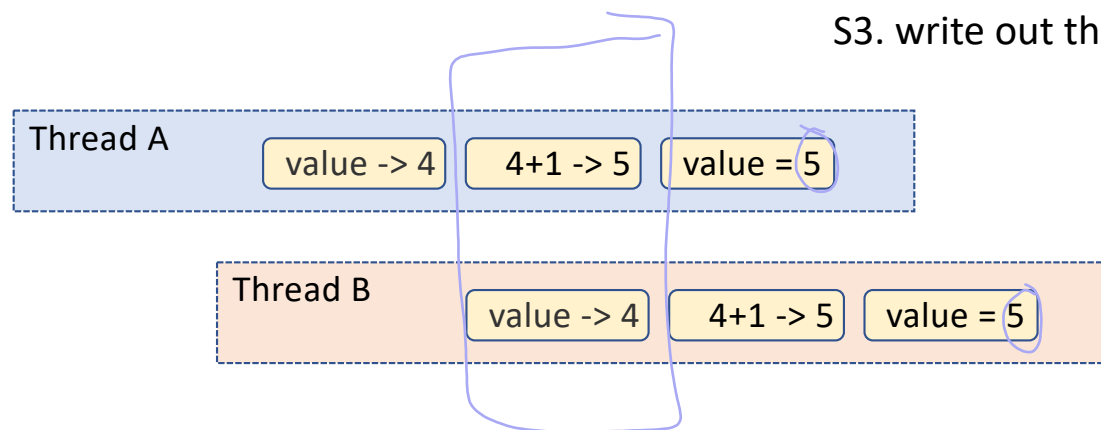 S3. write out th
Thread A
value -> 4
4+1 -> 5
value = 5
Thread B
value -> 4
4+1 -> 5
value = 5